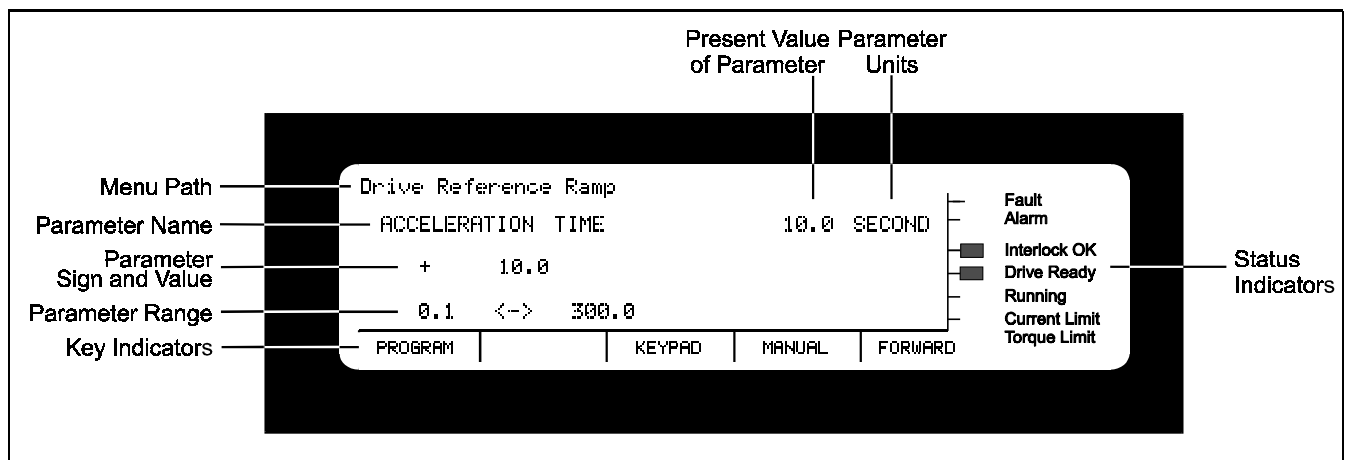 Present Value Parameter
of Parameter Units
Menu Path
Drive Reference Ramp
Parameter Name
ACCELERATION TIME 10.0 SECOND
Parameter
Sign and Value
+ 10.0
Parameter Range
0.1 <-> 300.0
Key Indicators
PROGRAM KEYPAD MANUAL FORWARD
Fault
Alarm
Interlock OK
Drive Ready
Running
Current Limit
Torque Limit
Status
Indicators